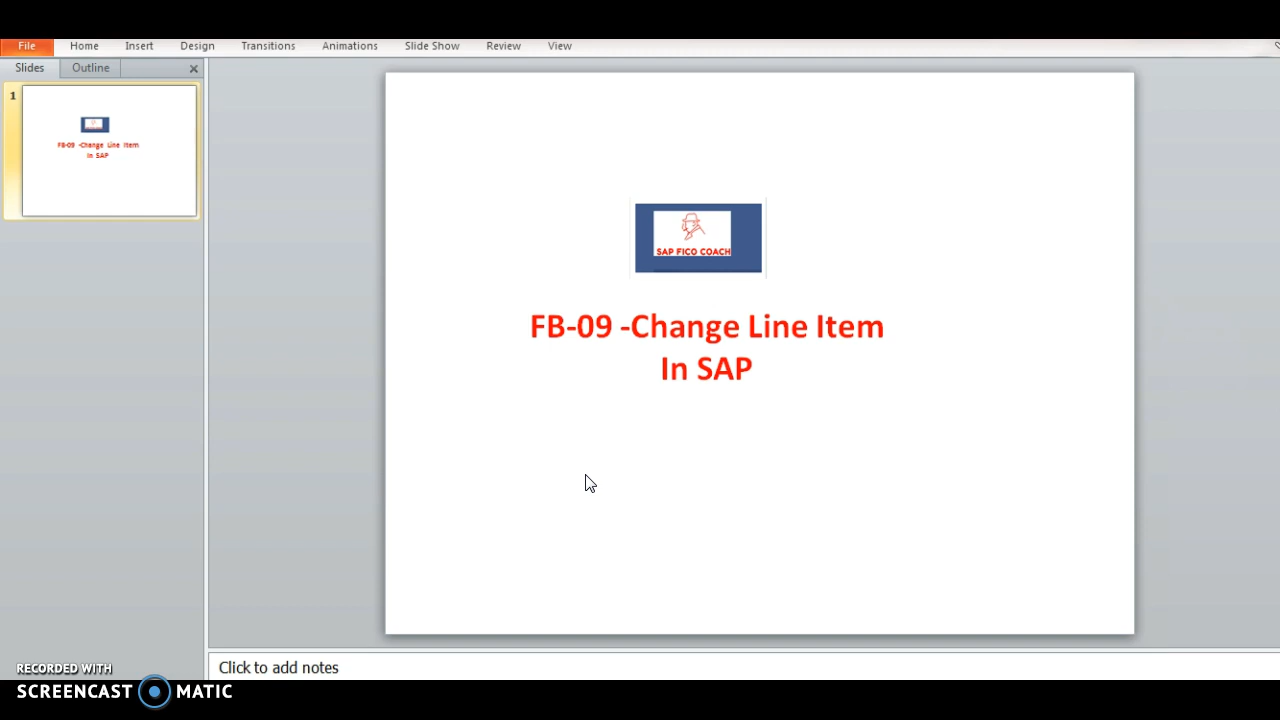 File Home Insert Design Transitions Animations Slide Show Review View
Slides Outline
1
FB-09 -Change Line Item
In SAP
SAP FICO COACH
FB-09 -Change Line Item
In SAP
Click to add notes
RECORDED WITH
SCREENCAST MATIC